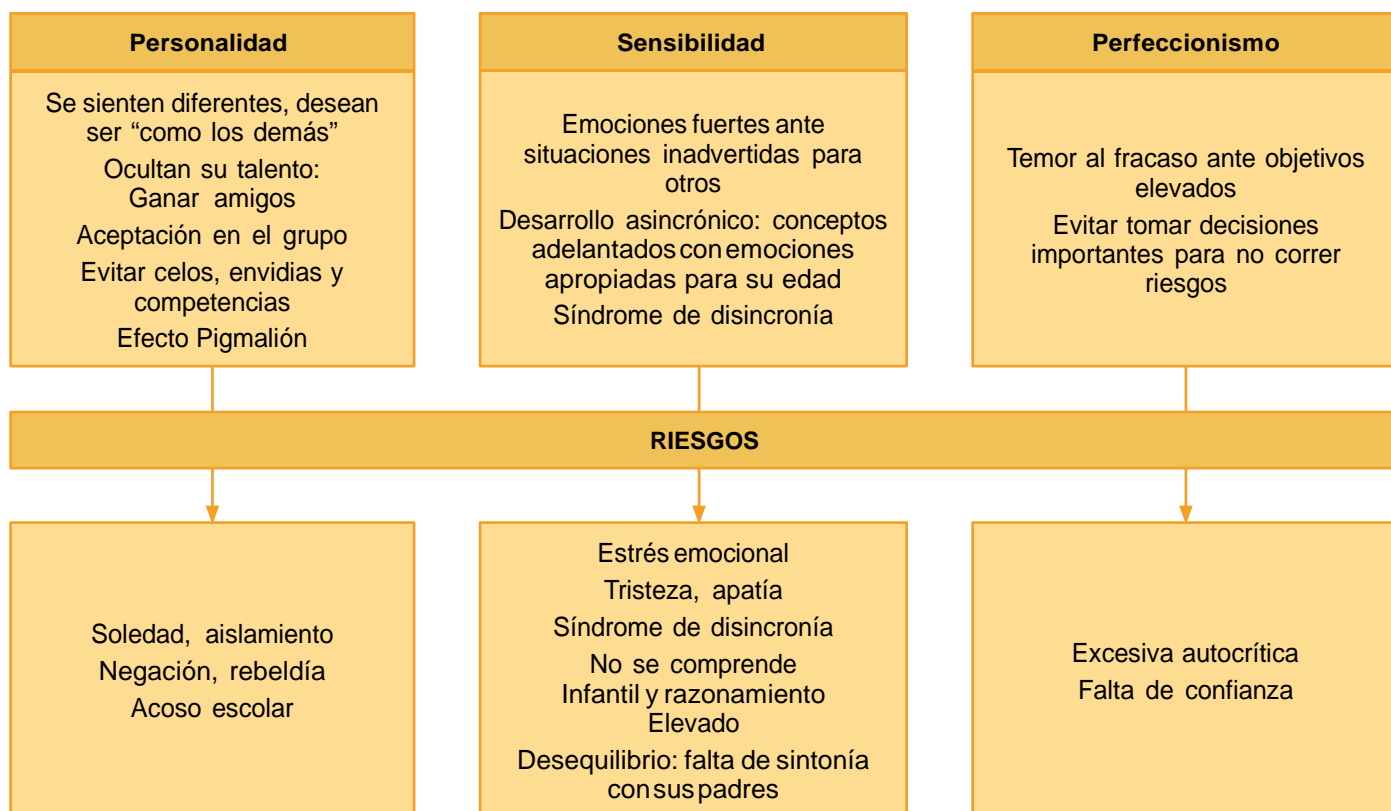 Personalidad
Se sienten diferentes, desean
ser “como los demás”
Ocultan su talento:
Ganar amigos
Aceptación en el grupo
Evitar celos, envidias y
competencias
Efecto Pigmalión
Sensibilidad
Emociones fuertes ante
situaciones inadvertidas para
otros
Desarrollo asincrónico: conceptos
adelantados con emociones
apropiadas para su edad
Síndrome de disincronía
Perfeccionismo
Temor al fracaso ante objetivos
elevados
Evitar tomar decisiones
importantes para no correr
riesgos
RIESGOS
Soledad, aislamiento
Negación, rebeldía
Acoso escolar
Estrés emocional
Tristeza, apatía
Síndrome de disincronía
No se comprende
Infantil y razonamiento
Elevado
Desequilibrio: falta de sintonía
con sus padres
Excesiva autocrítica
Falta de confianza